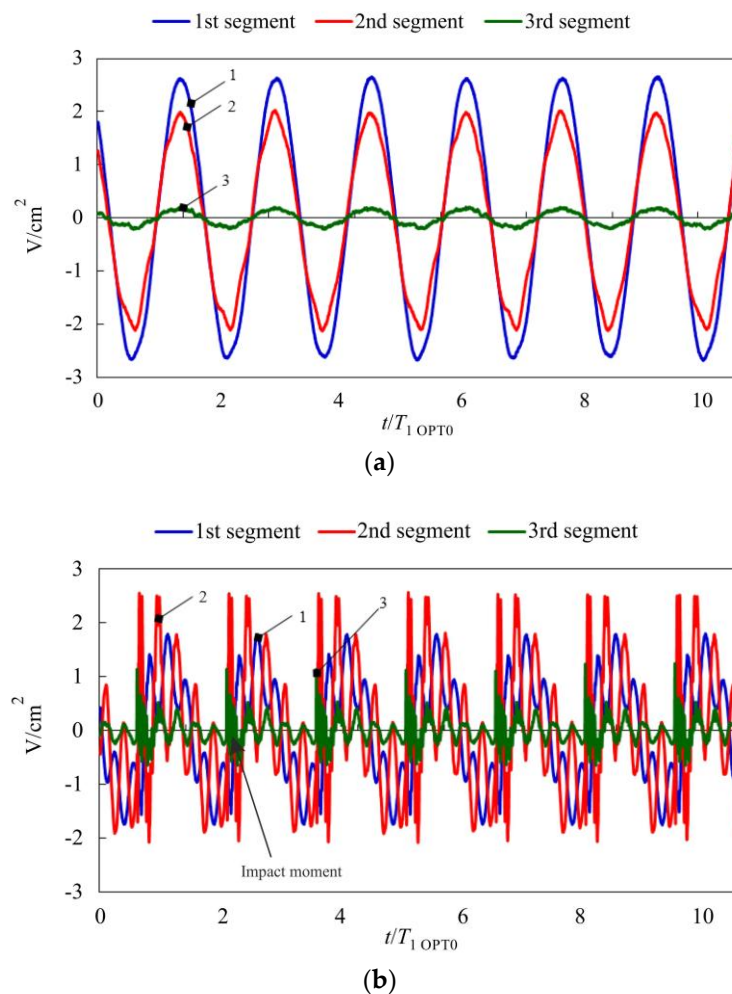 1st segment 2nd segment 3rd segment
3
1
2
2
1
3
0
V/cm²
-1
-2
-3
0 2 4 6 8 10
t/T₁ OPT0
(a)
1st segment 2nd segment 3rd segment
3
2
2 1 3
1
0
V/cm²
-1
-2
Impact moment
-3
0 2 4 6 8 10
t/T₁ OPT0
(b)